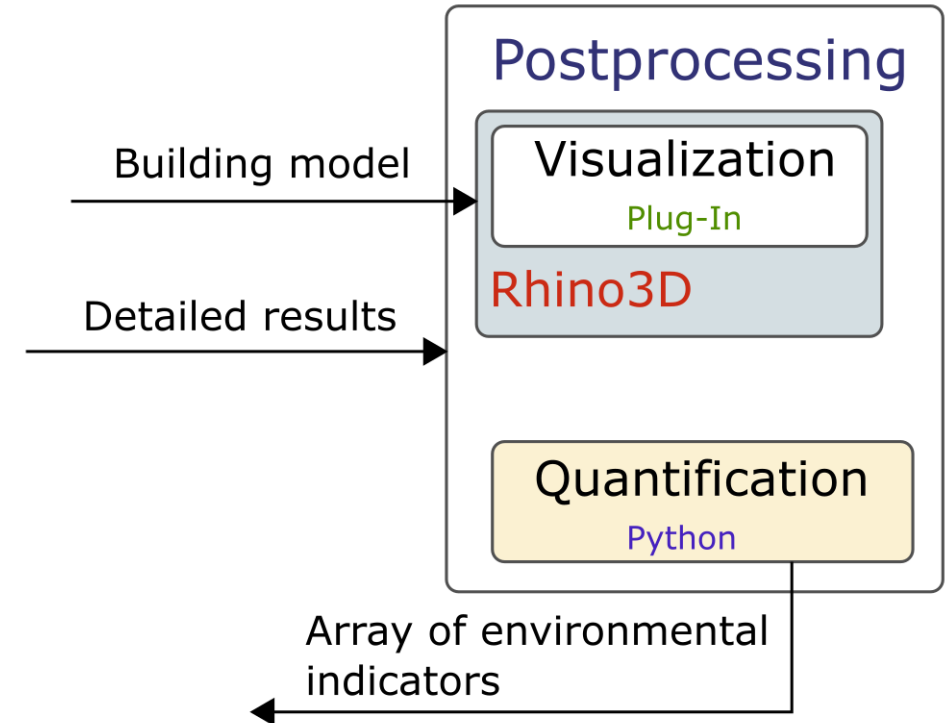 Postprocessing
Building model
Visualization
Plug-In
Rhino3D
Detailed results
Quantification
Python
Array of environmental
indicators